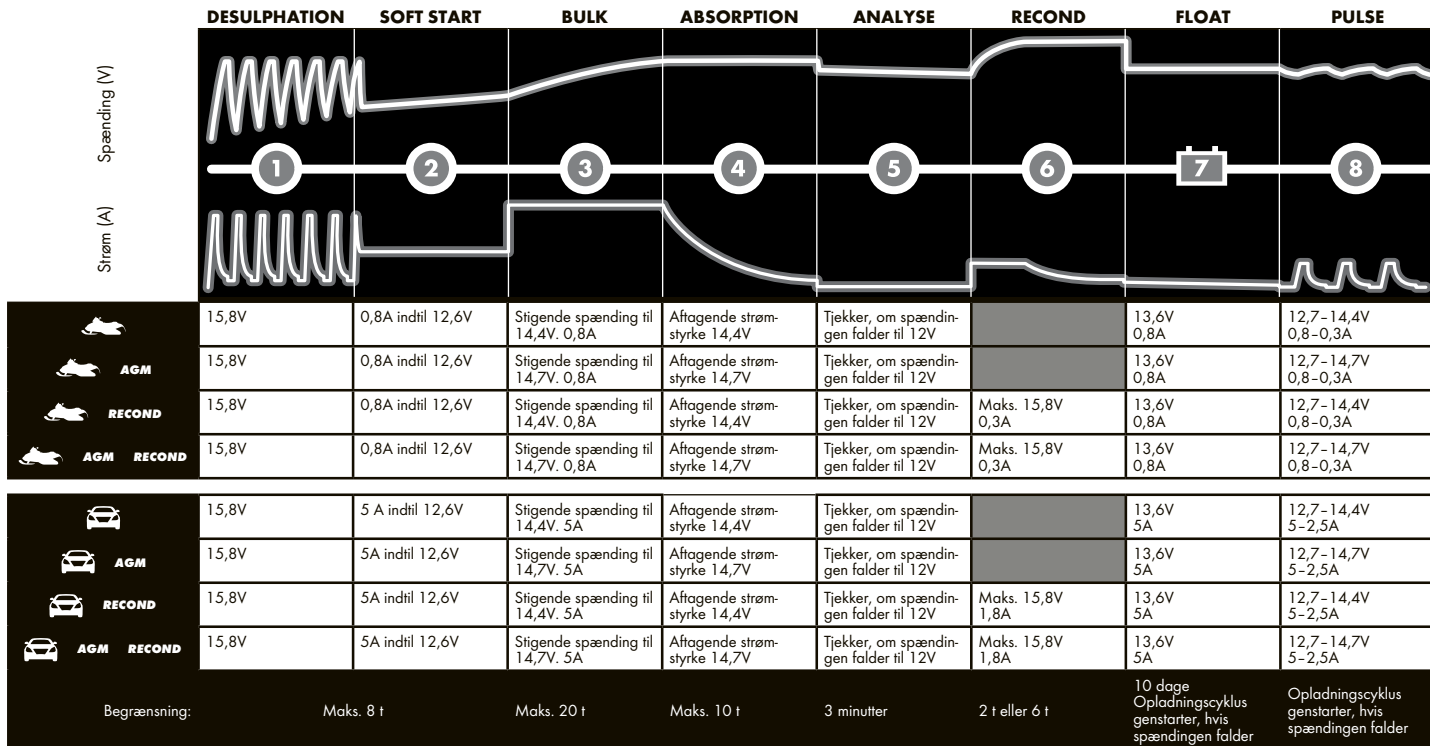 DESULPHATION SOFT START BULK ABSORPTION ANALYSE RECOND FLOAT PULSE
Spænding (V)
1 2 3 4 5 6 7 8
Strøm (A)
15,8V 0,8A indtil 12,6V Stigende spænding til Aftagende strøm- Tjekker, om spændin- 13,6V 12,7–14,4V
14,4V. 0,8A styrke 14,4V gen falder til 12V 0,8A 0,8–0,3A
AGM 15,8V 0,8A indtil 12,6V Stigende spænding til Aftagende strøm- Tjekker, om spændin- 13,6V 12,7–14,7V
14,7V. 0,8A styrke 14,7V gen falder til 12V 0,8A 0,8–0,3A
RECOND 15,8V 0,8A indtil 12,6V Stigende spænding til Aftagende strøm- Tjekker, om spændin- Maks. 15,8V 13,6V 12,7–14,4V
14,4V. 0,8A styrke 14,4V gen falder til 12V 0,3A 0,8A 0,8–0,3A
AGM RECOND 15,8V 0,8A indtil 12,6V Stigende spænding til Aftagende strøm- Tjekker, om spændin- Maks. 15,8V 13,6V 12,7–14,7V
14,7V. 0,8A styrke 14,7V gen falder til 12V 0,3A 0,8A 0,8–0,3A
15,8V 5 A indtil 12,6V Stigende spænding til Aftagende strøm- Tjekker, om spændin- 13,6V 12,7–14,4V
14,4V. 5A styrke 14,4V gen falder til 12V 5A 5–2,5A
AGM 15,8V 5A indtil 12,6V Stigende spænding til Aftagende strøm- Tjekker, om spændin- 13,6V 12,7–14,7V
14,7V. 5A styrke 14,7V gen falder til 12V 5A 5–2,5A
RECOND 15,8V 5A indtil 12,6V Stigende spænding til Aftagende strøm- Tjekker, om spændin- Maks. 15,8V 13,6V 12,7–14,4V
14,4V. 5A styrke 14,4V gen falder til 12V 1,8A 5A 5–2,5A
AGM RECOND 15,8V 5A indtil 12,6V Stigende spænding til Aftagende strøm- Tjekker, om spændin- Maks. 15,8V 13,6V 12,7–14,7V
14,7V. 5A styrke 14,7V gen falder til 12V 1,8A 5A 5–2,5A
Begrænsning: Maks. 8 t Maks. 20 t Maks. 10 t 3 minutter 2 t eller 6 t
10 dage
Opladningscyklus
genstarter, hvis
spændingen falder
Opladningscyklus
genstarter, hvis
spændingen falder